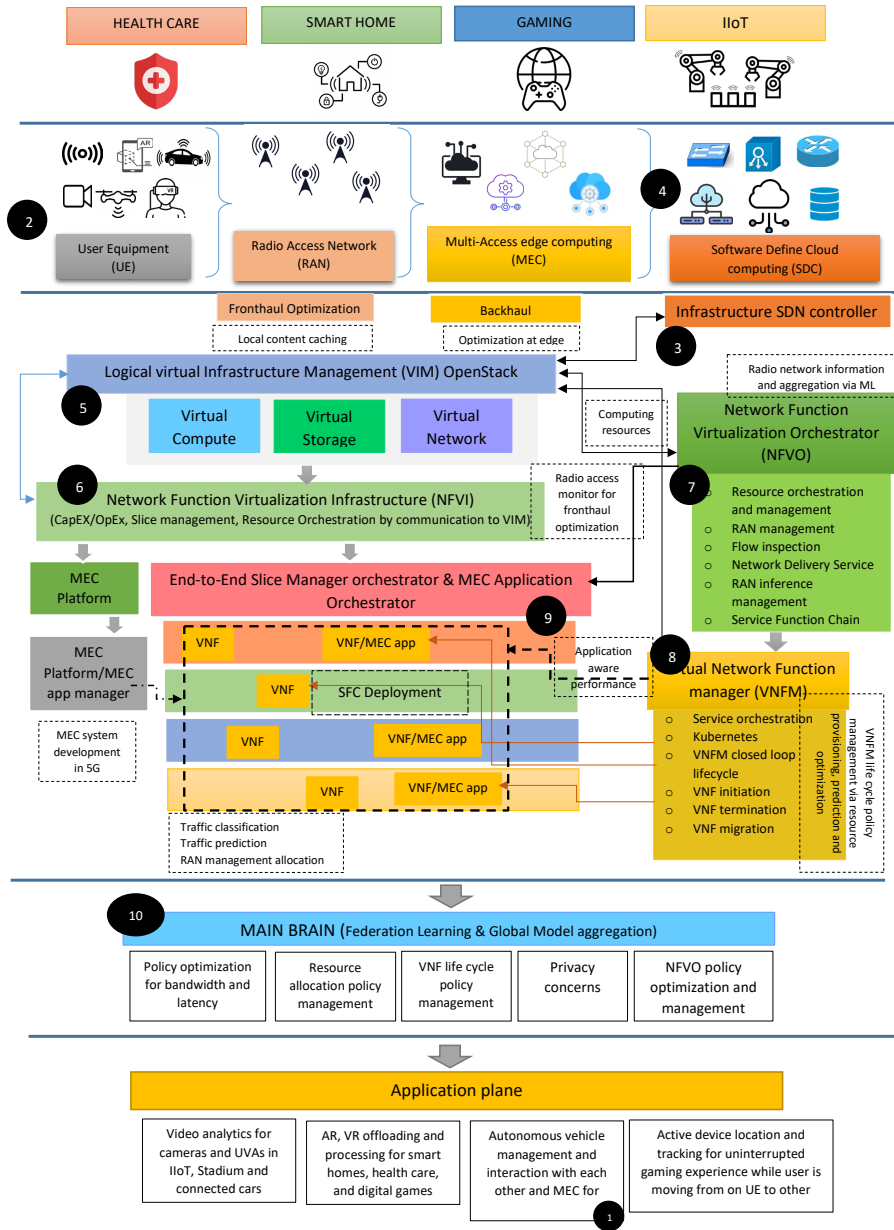 HEALTH CARE
SMART HOME
GAMING
IIoT
AR
VR
2
4
User Equipment
(UE)
Radio Access Network
(RAN)
Multi-Access edge computing
(MEC)
Software Define Cloud
computing (SDC)
Fronthaul Optimization
Backhaul
Infrastructure SDN controller
Local content caching
Optimization at edge
3
Logical virtual Infrastructure Management (VIM) OpenStack
Radio network information
and aggregation via ML
5
Virtual
Compute
Virtual
Storage
Virtual
Network
Computing
resources
Network Function
Virtualization Orchestrator
(NFVO)
6
Network Function Virtualization Infrastructure (NFVI)
(CapEX/OpEx, Slice management, Resource Orchestration by communication to VIM)
Radio access
monitor for
fronthaul
optimization
7
Resource orchestration
and management
o RAN management
o Flow inspection
o Network Delivery Service
o RAN inference
management
o Service Function Chain
MEC
Platform
End-to-End Slice Manager orchestrator & MEC Application
Orchestrator
9
MEC
Platform/MEC
app manager
VNF
VNF/MEC app
VNF
SFC Deployment
VNF
VNF/MEC app
VNF
VNF/MEC app
Application
aware
performance
8
irtual Network Function
manager (VNFM)
o Service orchestration
o Kubernetes
o VNFM closed loop
lifecycle
o VNF initiation
o VNF termination
o VNF migration
VNFM life cycle policy
management via resource
provisioning, prediction and
optimization
MEC system
development
in 5G
Traffic classification
Traffic prediction
RAN management allocation
10
MAIN BRAIN (Federation Learning & Global Model aggregation)
Policy optimization
for bandwidth and
latency
Resource
allocation policy
management
VNF life cycle
policy
management
Privacy
concerns
NFVO policy
optimization and
management
Application plane
Video analytics for
cameras and UVAs in
IIoT, Stadium and
connected cars
AR, VR offloading and
processing for smart
homes, health care,
and digital games
Autonomous vehicle
management and
interaction with each
other and MEC for
Active device location and
tracking for uninterrupted
gaming experience while user is
moving from on UE to other
1